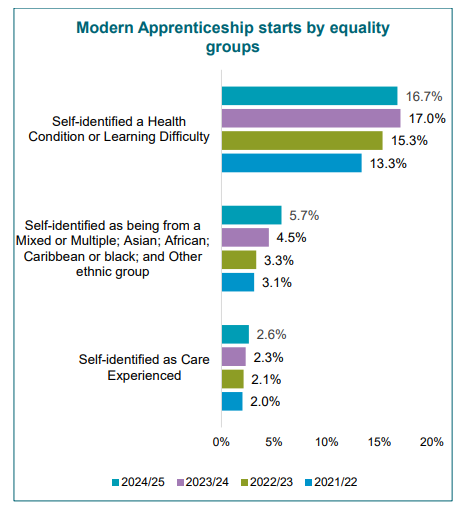 Modern Apprenticeship starts by equality
groups
Self-identified a Health
Condition or Learning Difficulty
16.7%
17.0%
15.3%
13.3%
Self-identified as being from a
Mixed or Multiple; Asian; African;
Caribbean or black; and Other
ethnic group
5.7%
4.5%
3.3%
3.1%
Self-identified as Care
Experienced
2.6%
2.3%
2.1%
2.0%
0% 5% 10% 15% 20%
2024/25 2023/24 2022/23 2021/22